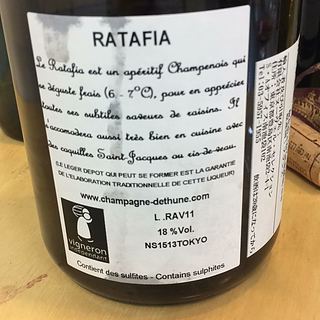 RATAFIA
Le Ratafia est un apéritif Champenois qui
se déguste frais (6 - 7°C), pour en apprécier
toutes ses subtiles saveurs de raisins. Il
s'accomodera aussi très bien en cuisine avec
des coquilles Saint-Jacques ou ris de veau.
(LE LEGER DEPOT QUI PEUT SE FORMER EST LA GARANTIE
DE L'ELABORATION TRADITIONNELLE DE CETTE LIQUEUR)
www.champagne-dethune.com
L .RAV11
18 %Vol.
NS1513TOKYO
vigneron
indépendant
Contient des sulfites - Contains sulphites